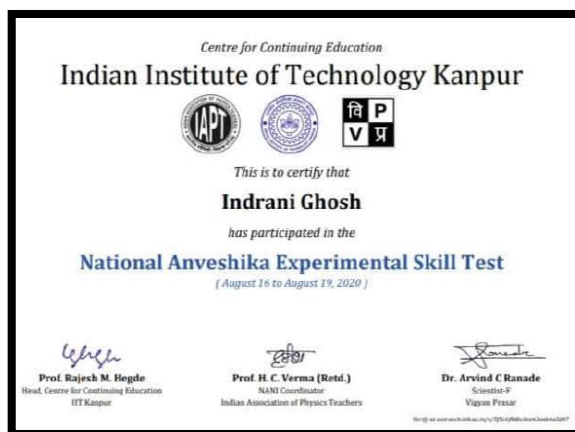 Centre for Continuing Education
Indian Institute of Technology Kanpur
IAPT
वि P
V प्र
This is to certify that
Indrani Ghosh
has participated in the
National Anveshika Experimental Skill Test
( August 16 to August 19, 2020 )
Prof. Rajesh M. Hegde
Head, Centre for Continuing Education
IIT Kanpur
Prof. H. C. Verma (Retd.)
NANI Coordinator
Indian Association of Physics Teachers
Dr. Arvind C Ranade
Scientist-F
Vigyan Prasar